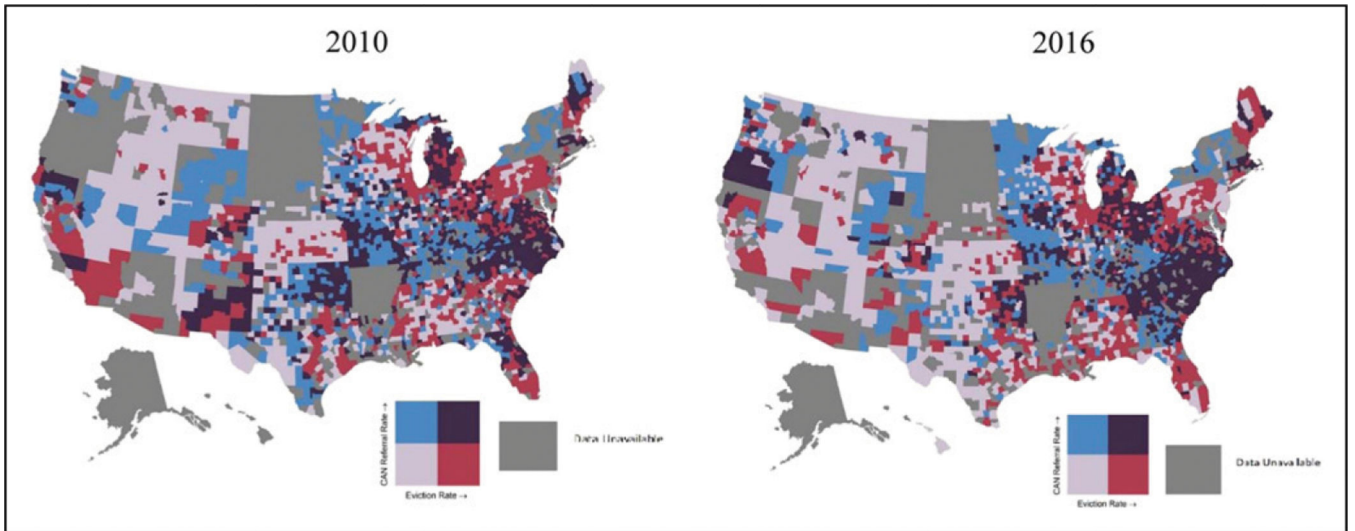 2010
2016
CAN Referral Rate →
Eviction Rate →
Data Unavailable
CAN Referral Rate →
Eviction Rate →
Data Unavailable